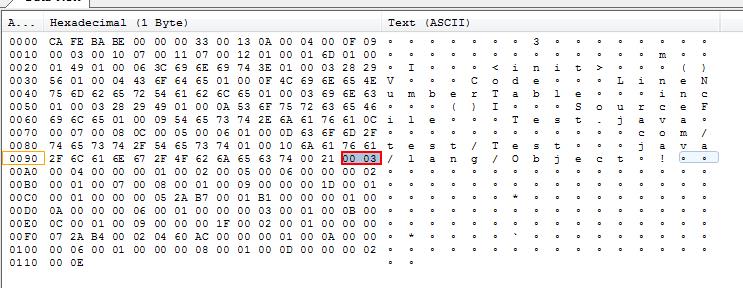 Data View
A... Hexadecimal (1 Byte) Text (ASCII)
0000 CA FE BA BE 00 00 00 33 00 13 0A 00 04 00 0F 09 ∘ ∘ ∘ ∘ ∘ ∘ ∘ 3 ∘ ∘ ∘ ∘ ∘ ∘ ∘ ∘
0010 00 03 00 10 07 00 11 07 00 12 01 00 01 6D 01 00 ∘ ∘ ∘ ∘ ∘ ∘ ∘ ∘ ∘ ∘ ∘ ∘ ∘ m ∘ ∘
0020 01 49 01 00 06 3C 69 6E 69 74 3E 01 00 03 28 29 ∘ I ∘ ∘ ∘ < i n i t > ∘ ∘ ∘ ( )
0030 56 01 00 04 43 6F 64 65 01 00 0F 4C 69 6E 65 4E V ∘ ∘ ∘ C o d e ∘ ∘ ∘ L i n e N
0040 75 6D 62 65 72 54 61 62 6C 65 01 00 03 69 6E 63 u m b e r T a b l e ∘ ∘ ∘ i n c
0050 01 00 03 28 29 49 01 00 0A 53 6F 75 72 63 65 46 ∘ ∘ ∘ ( ) I ∘ ∘ ∘ S o u r c e F
0060 69 6C 65 01 00 09 54 65 73 74 2E 6A 61 76 61 0C i l e ∘ ∘ ∘ T e s t . j a v a ∘
0070 00 07 00 08 0C 00 05 00 06 01 00 0D 63 6F 6D 2F ∘ ∘ ∘ ∘ ∘ ∘ ∘ ∘ ∘ ∘ ∘ ∘ c o m /
0080 74 65 73 74 2F 54 65 73 74 01 00 10 6A 61 76 61 t e s t / T e s t ∘ ∘ ∘ j a v a
0090 2F 6C 61 6E 67 2F 4F 62 6A 65 63 74 00 21 00 03 / l a n g / O b j e c t ∘ ! ∘ ∘
00A0 00 04 00 00 00 01 00 02 00 05 00 06 00 00 00 02 ∘ ∘ ∘ ∘ ∘ ∘ ∘ ∘ ∘ ∘ ∘ ∘ ∘ ∘ ∘ ∘
00B0 00 01 00 07 00 08 00 01 00 09 00 00 00 1D 00 01 ∘ ∘ ∘ ∘ ∘ ∘ ∘ ∘ ∘ ∘ ∘ ∘ ∘ ∘ ∘ ∘
00C0 00 01 00 00 00 05 2A B7 00 01 B1 00 00 00 01 00 ∘ ∘ ∘ ∘ ∘ ∘ * ∘ ∘ ∘ ∘ ∘ ∘ ∘ ∘ ∘
00D0 0A 00 00 00 06 00 01 00 00 00 03 00 01 00 0B 00 ∘ ∘ ∘ ∘ ∘ ∘ ∘ ∘ ∘ ∘ ∘ ∘ ∘ ∘ ∘ ∘
00E0 0C 00 01 00 09 00 00 00 1F 00 02 00 01 00 00 00 ∘ ∘ ∘ ∘ ∘ ∘ ∘ ∘ ∘ ∘ ∘ ∘ ∘ ∘ ∘ ∘
00F0 07 2A B4 00 02 04 60 AC 00 00 00 01 00 0A 00 00 ∘ * ∘ ∘ ∘ ∘ ` ∘ ∘ ∘ ∘ ∘ ∘ ∘ ∘ ∘
0100 00 06 00 01 00 00 00 08 00 01 00 0D 00 00 00 02 ∘ ∘ ∘ ∘ ∘ ∘ ∘ ∘ ∘ ∘ ∘ ∘ ∘ ∘ ∘ ∘
0110 00 0E ∘ ∘